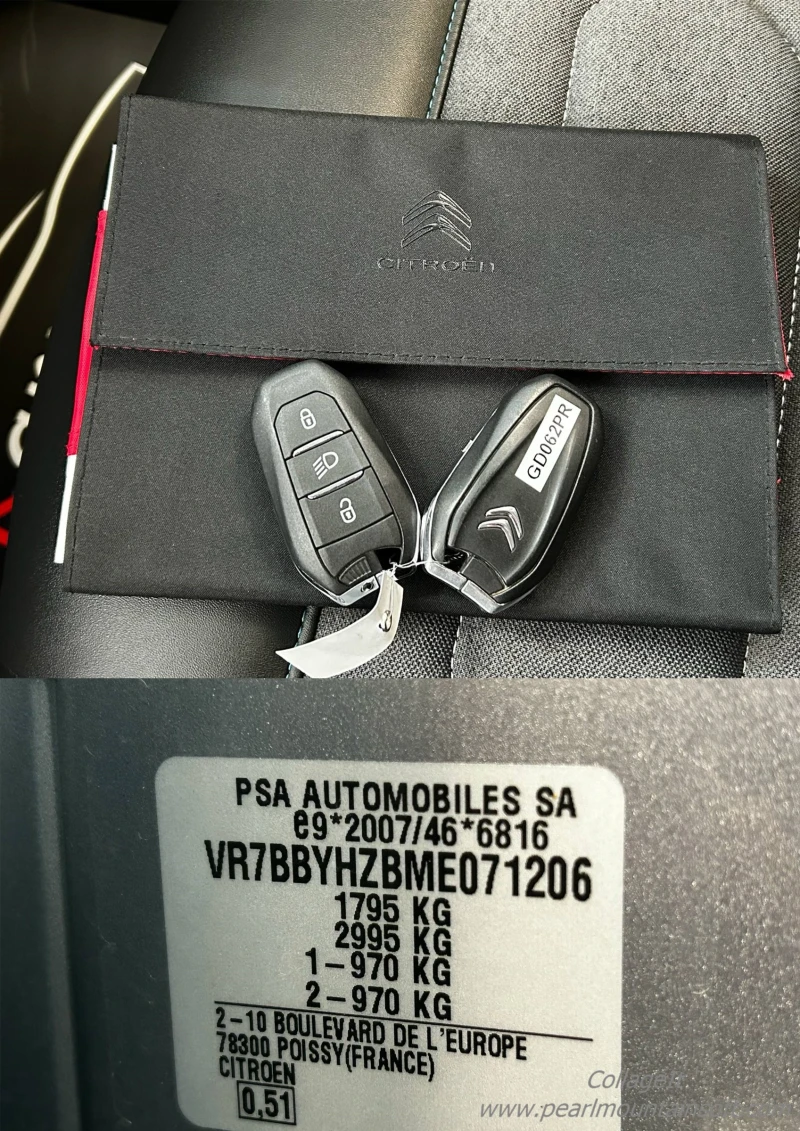 CITROËN
GD062PR
PSA AUTOMOBILES SA
e9*2007/46*6816
VR7BBYHZBME071206
1795 KG
2995 KG
1-970 KG
2-970 KG
2-10 BOULEVARD DE L'EUROPE
78300 POISSY(FRANCE)
CITROEN
0,51